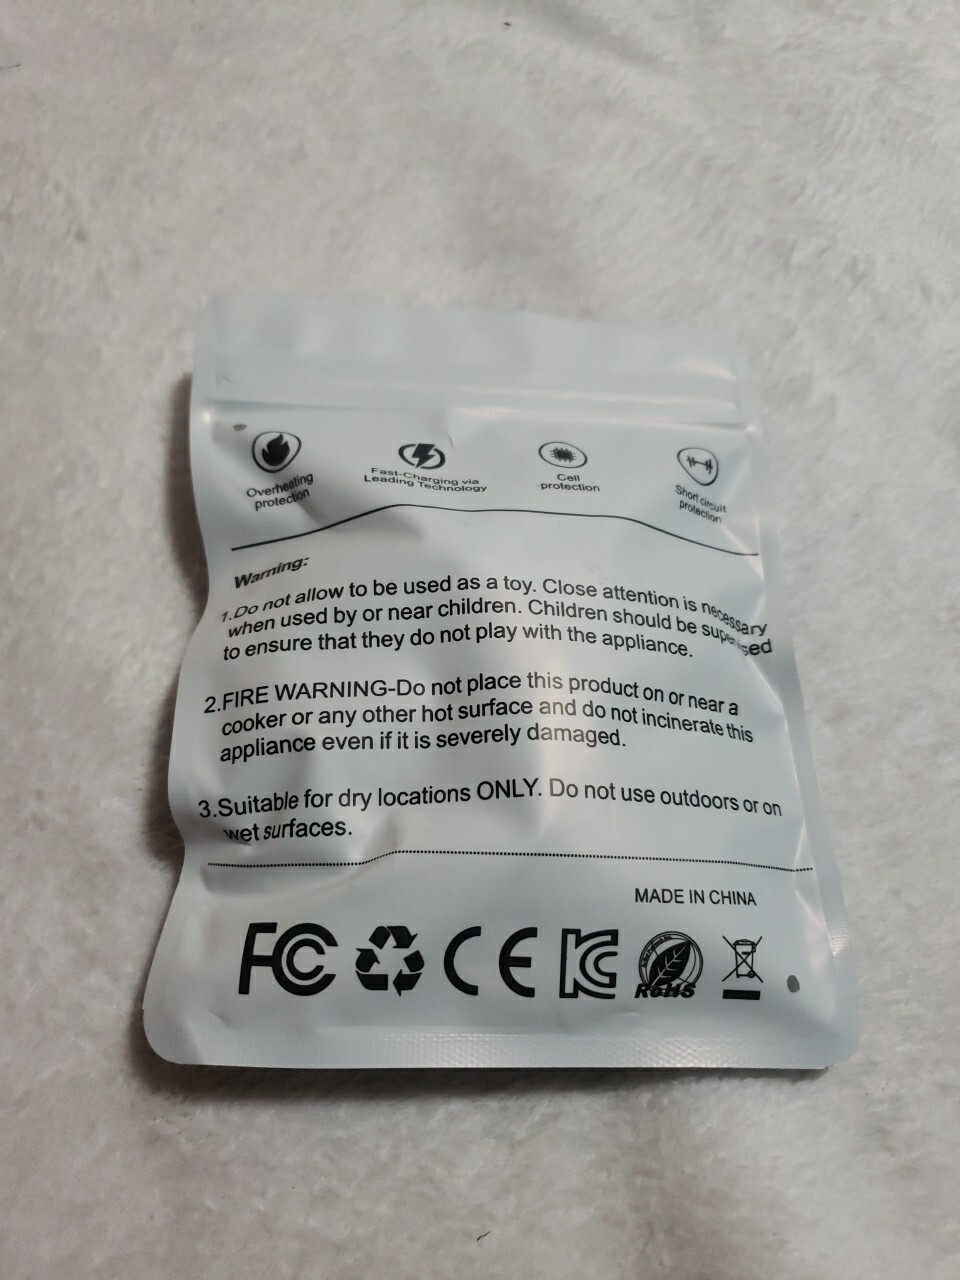 Overheating
protection
Fast-Charging via
Leading Technology
Cell
protection
Short circuit
protection
Warning:
1.Do not allow to be used as a toy. Close attention is necessary
when used by or near children. Children should be supervised
to ensure that they do not play with the appliance.
2.FIRE WARNING-Do not place this product on or near a
cooker or any other hot surface and do not incinerate this
appliance even if it is severely damaged.
3.Suitable for dry locations ONLY. Do not use outdoors or on
wet surfaces.
MADE IN CHINA
FC CE KC RoHS